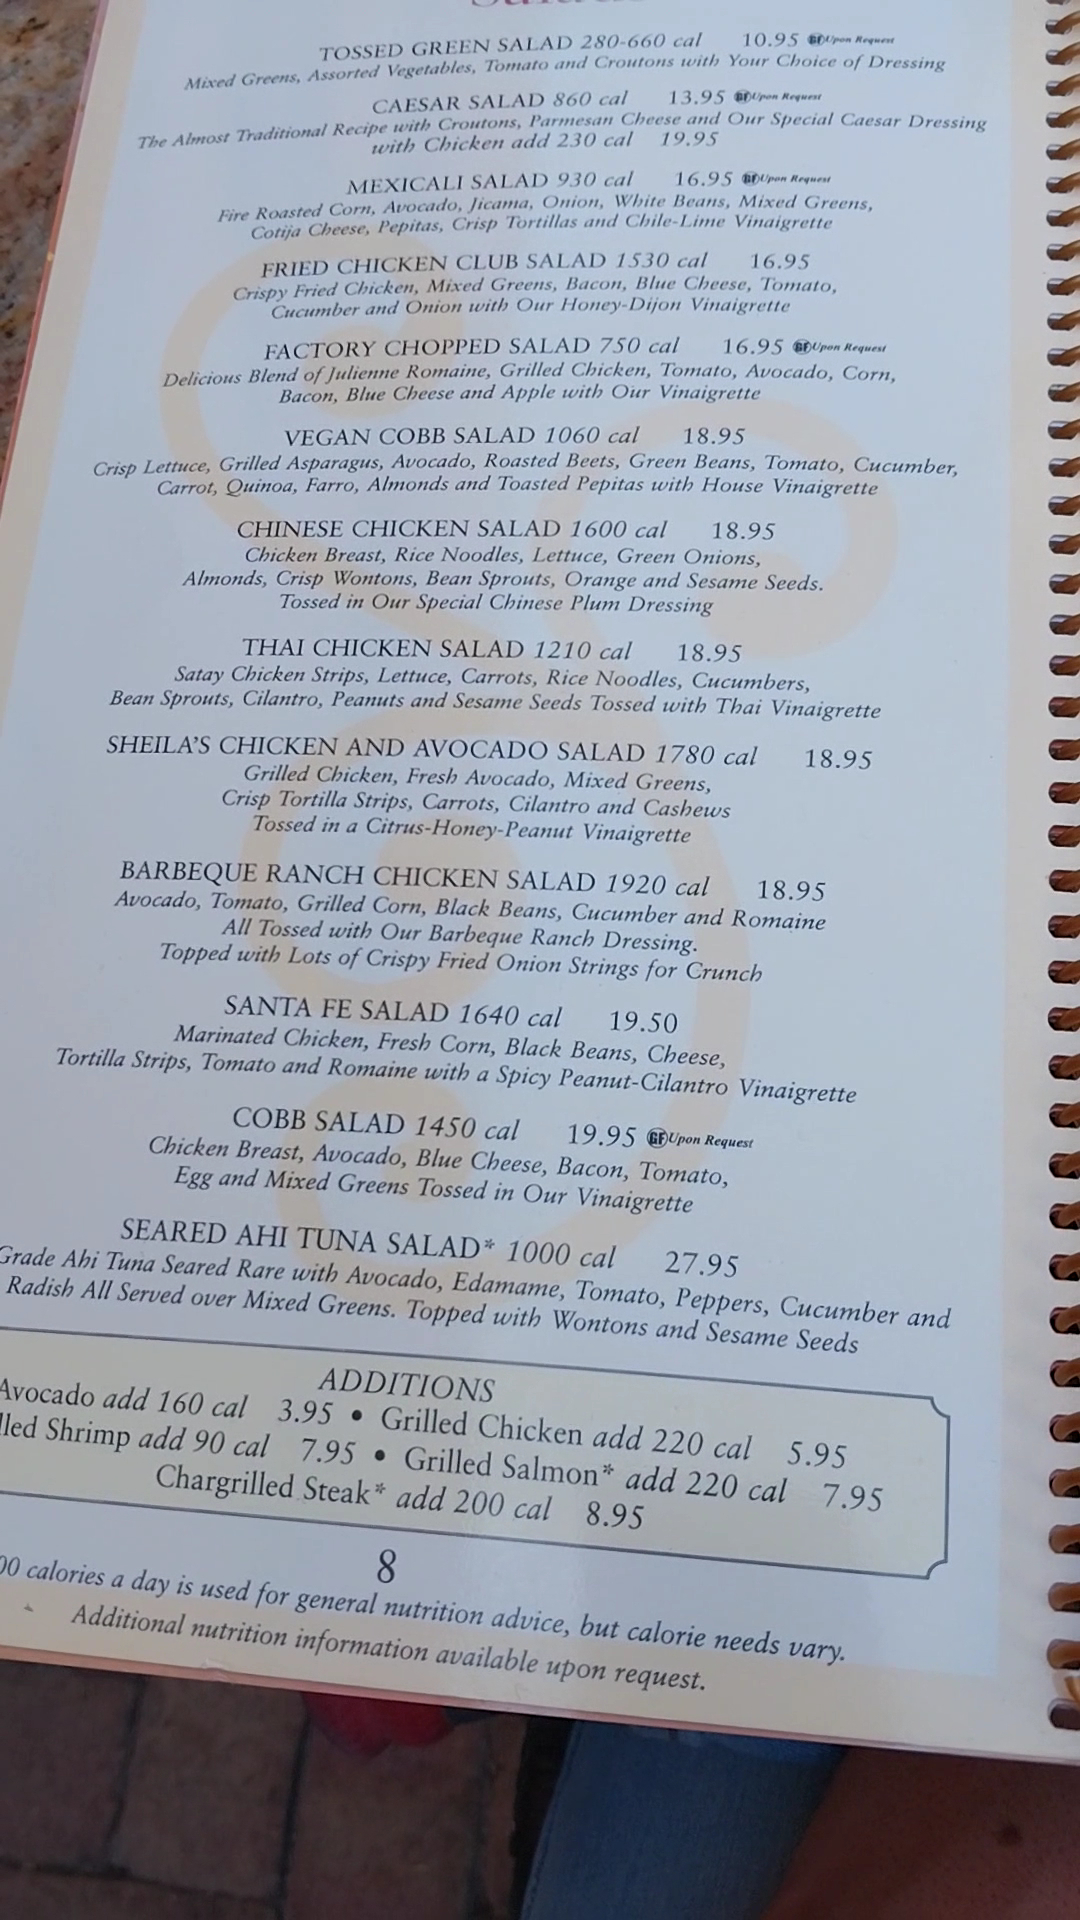 TOSSED GREEN SALAD 280-660 cal 10.95 GF Upon Request
Mixed Greens, Assorted Vegetables, Tomato and Croutons with Your Choice of Dressing
CAESAR SALAD 860 cal 13.95 GF Upon Request
The Almost Traditional Recipe with Croutons, Parmesan Cheese and Our Special Caesar Dressing
with Chicken add 230 cal 19.95
MEXICALI SALAD 930 cal 16.95 GF Upon Request
Fire Roasted Corn, Avocado, Jicama, Onion, White Beans, Mixed Greens,
Cotija Cheese, Pepitas, Crisp Tortillas and Chile-Lime Vinaigrette
FRIED CHICKEN CLUB SALAD 1530 cal 16.95
Crispy Fried Chicken, Mixed Greens, Bacon, Blue Cheese, Tomato,
Cucumber and Onion with Our Honey-Dijon Vinaigrette
FACTORY CHOPPED SALAD 750 cal 16.95 GF Upon Request
Delicious Blend of Julienne Romaine, Grilled Chicken, Tomato, Avocado, Corn,
Bacon, Blue Cheese and Apple with Our Vinaigrette
VEGAN COBB SALAD 1060 cal 18.95
Crisp Lettuce, Grilled Asparagus, Avocado, Roasted Beets, Green Beans, Tomato, Cucumber,
Carrot, Quinoa, Farro, Almonds and Toasted Pepitas with House Vinaigrette
CHINESE CHICKEN SALAD 1600 cal 18.95
Chicken Breast, Rice Noodles, Lettuce, Green Onions,
Almonds, Crisp Wontons, Bean Sprouts, Orange and Sesame Seeds.
Tossed in Our Special Chinese Plum Dressing
THAI CHICKEN SALAD 1210 cal 18.95
Satay Chicken Strips, Lettuce, Carrots, Rice Noodles, Cucumbers,
Bean Sprouts, Cilantro, Peanuts and Sesame Seeds Tossed with Thai Vinaigrette
SHEILA'S CHICKEN AND AVOCADO SALAD 1780 cal 18.95
Grilled Chicken, Fresh Avocado, Mixed Greens,
Crisp Tortilla Strips, Carrots, Cilantro and Cashews
Tossed in a Citrus-Honey-Peanut Vinaigrette
BARBEQUE RANCH CHICKEN SALAD 1920 cal 18.95
Avocado, Tomato, Grilled Corn, Black Beans, Cucumber and Romaine
All Tossed with Our Barbeque Ranch Dressing.
Topped with Lots of Crispy Fried Onion Strings for Crunch
SANTA FE SALAD 1640 cal 19.50
Marinated Chicken, Fresh Corn, Black Beans, Cheese,
Tortilla Strips, Tomato and Romaine with a Spicy Peanut-Cilantro Vinaigrette
COBB SALAD 1450 cal 19.95 GF Upon Request
Chicken Breast, Avocado, Blue Cheese, Bacon, Tomato,
Egg and Mixed Greens Tossed in Our Vinaigrette
SEARED AHI TUNA SALAD* 1000 cal 27.95
Grade Ahi Tuna Seared Rare with Avocado, Edamame, Tomato, Peppers, Cucumber and
Radish All Served over Mixed Greens. Topped with Wontons and Sesame Seeds
ADDITIONS
Avocado add 160 cal 3.95 • Grilled Chicken add 220 cal 5.95
lled Shrimp add 90 cal 7.95 • Grilled Salmon* add 220 cal 7.95
Chargrilled Steak* add 200 cal 8.95
8
00 calories a day is used for general nutrition advice, but calorie needs vary.
Additional nutrition information available upon request.